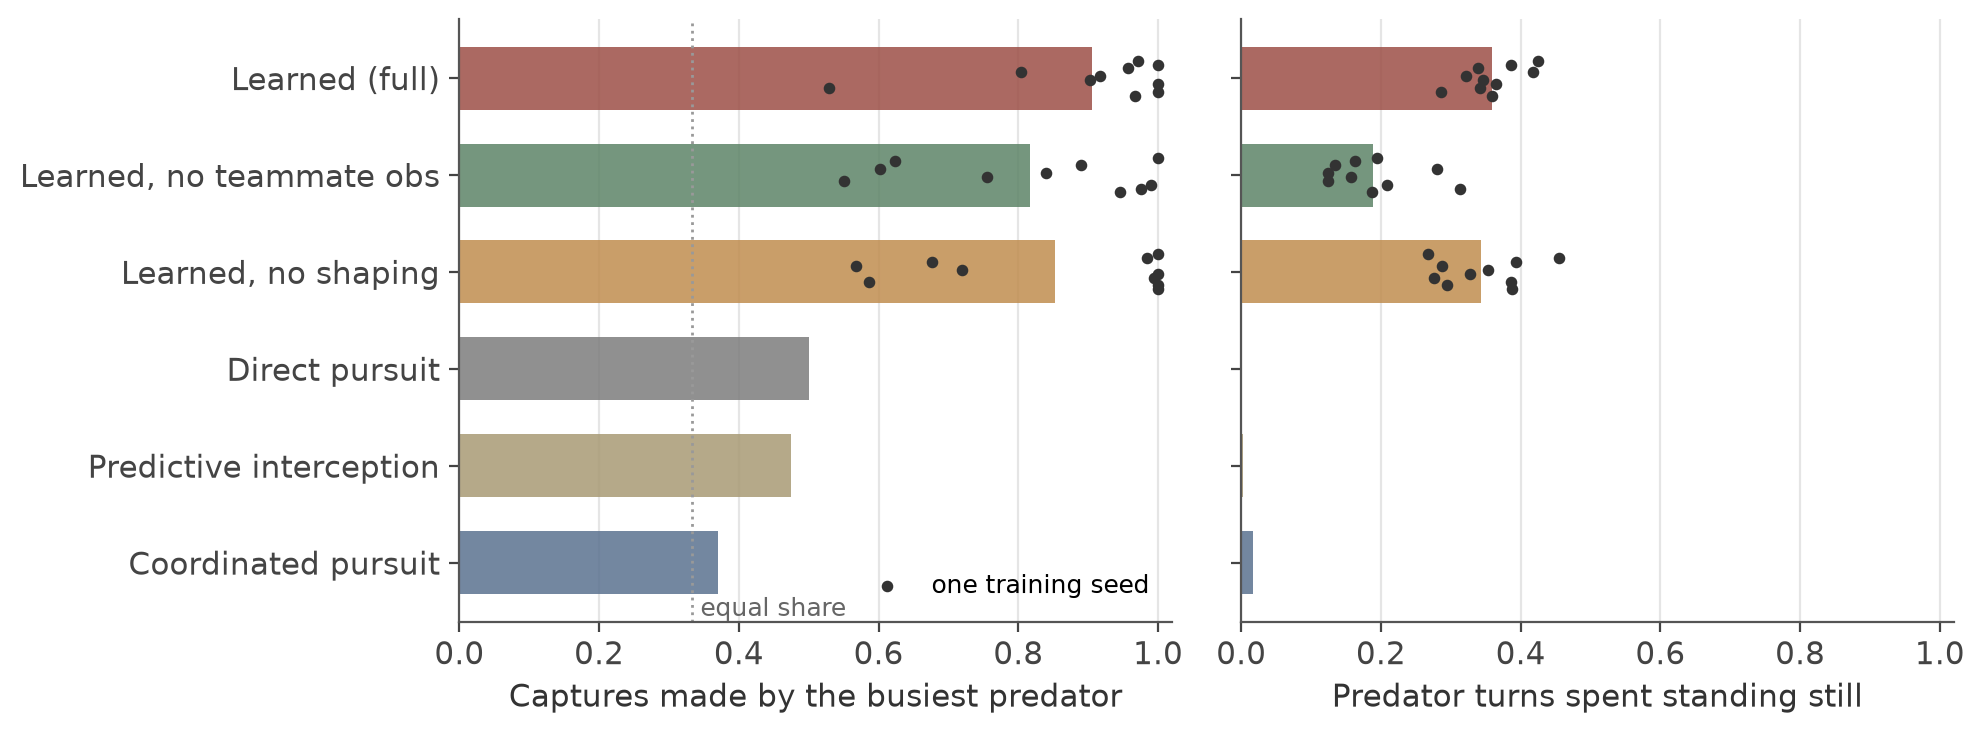 Learned (full)
Learned, no teammate obs
Learned, no shaping
Direct pursuit
Predictive interception
Coordinated pursuit
one training seed
equal share
0.0 0.2 0.4 0.6 0.8 1.0
Captures made by the busiest predator
0.0 0.2 0.4 0.6 0.8 1.0
Predator turns spent standing still